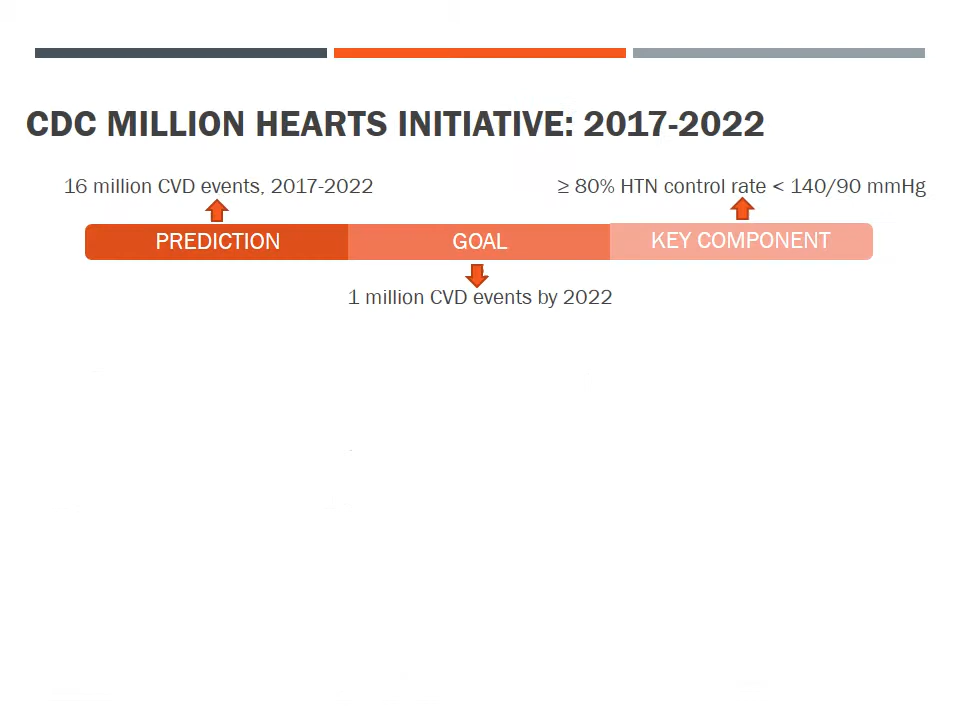 CDC MILLION HEARTS INITIATIVE: 2017-2022
16 million CVD events, 2017-2022
≥ 80% HTN control rate < 140/90 mmHg
PREDICTION
GOAL
KEY COMPONENT
1 million CVD events by 2022